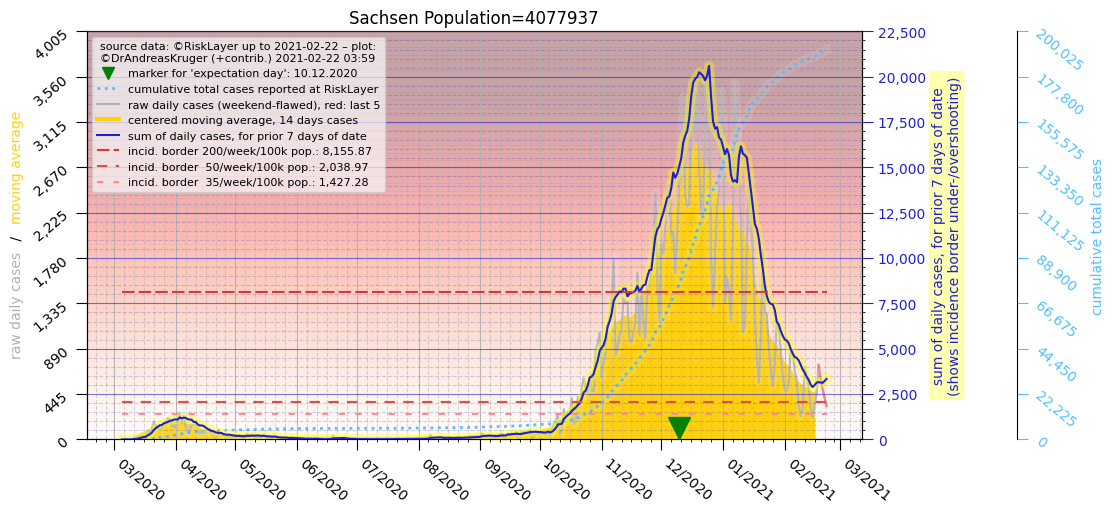 Sachsen Population=4077937
source data: ©RiskLayer up to 2021-02-22 – plot:
©DrAndreasKruger (+contrib.) 2021-02-22 03:59
marker for 'expectation day': 10.12.2020
cumulative total cases reported at RiskLayer
raw daily cases (weekend-flawed), red: last 5
centered moving average, 14 days cases
sum of daily cases, for prior 7 days of date
incid. border 200/week/100k pop.: 8,155.87
incid. border  50/week/100k pop.: 2,038.97
incid. border  35/week/100k pop.: 1,427.28
raw daily cases  /  moving average
4,005
3,560
3,115
2,670
2,225
1,780
1,335
890
445
0
03/2020
04/2020
05/2020
06/2020
07/2020
08/2020
09/2020
10/2020
11/2020
12/2020
01/2021
02/2021
03/2021
22,500
20,000
17,500
15,000
12,500
10,000
7,500
5,000
2,500
0
sum of daily cases, for prior 7 days of date
(shows incidence border under-/overshooting)
200,025
177,800
155,575
133,350
111,125
88,900
66,675
44,450
22,225
0
cumulative total cases